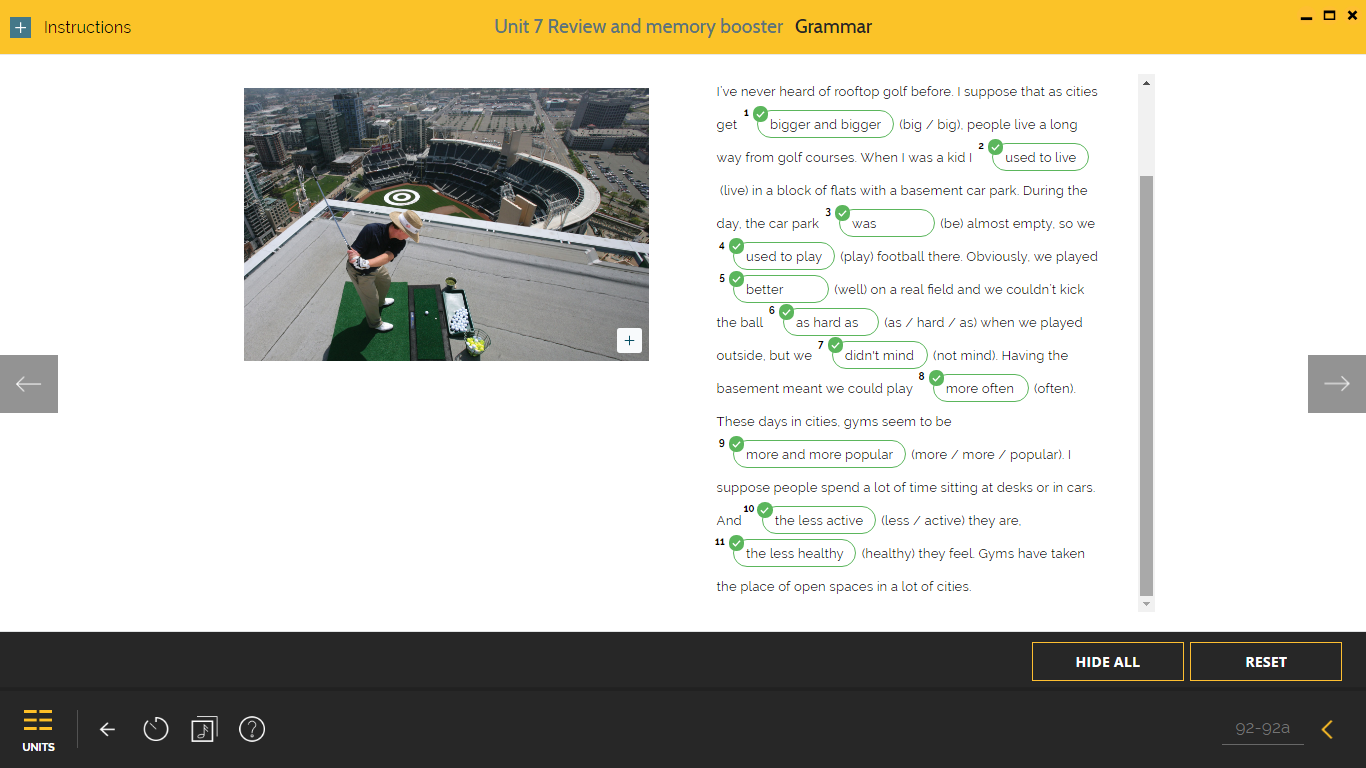 Instructions
Unit 7 Review and memory booster Grammar
I've never heard of rooftop golf before. I suppose that as cities
get 1 bigger and bigger (big / big), people live a long
way from golf courses. When I was a kid I 2 used to live
(live) in a block of flats with a basement car park. During the
day, the car park 3 was (be) almost empty, so we
4 used to play (play) football there. Obviously, we played
5 better (well) on a real field and we couldn't kick
the ball 6 as hard as (as / hard / as) when we played
outside, but we 7 didn't mind (not mind). Having the
basement meant we could play 8 more often (often).
These days in cities, gyms seem to be
9 more and more popular (more / more / popular). I
suppose people spend a lot of time sitting at desks or in cars.
And 10 the less active (less / active) they are,
11 the less healthy (healthy) they feel. Gyms have taken
the place of open spaces in a lot of cities.
HIDE ALL
RESET
UNITS
92-92a